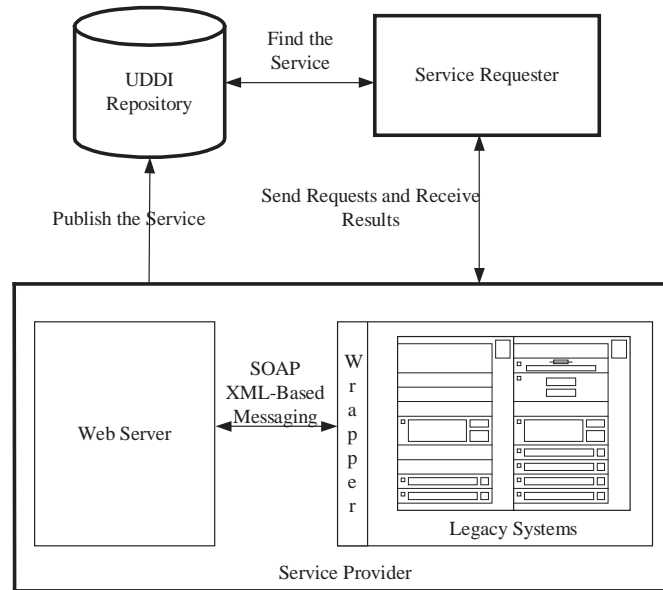 UDDI
Repository
Find the
Service
Service Requester
Publish the Service
Send Requests and Receive
Results
Web Server
SOAP
XML-Based
Messaging
Wrapper
Legacy Systems
Service Provider